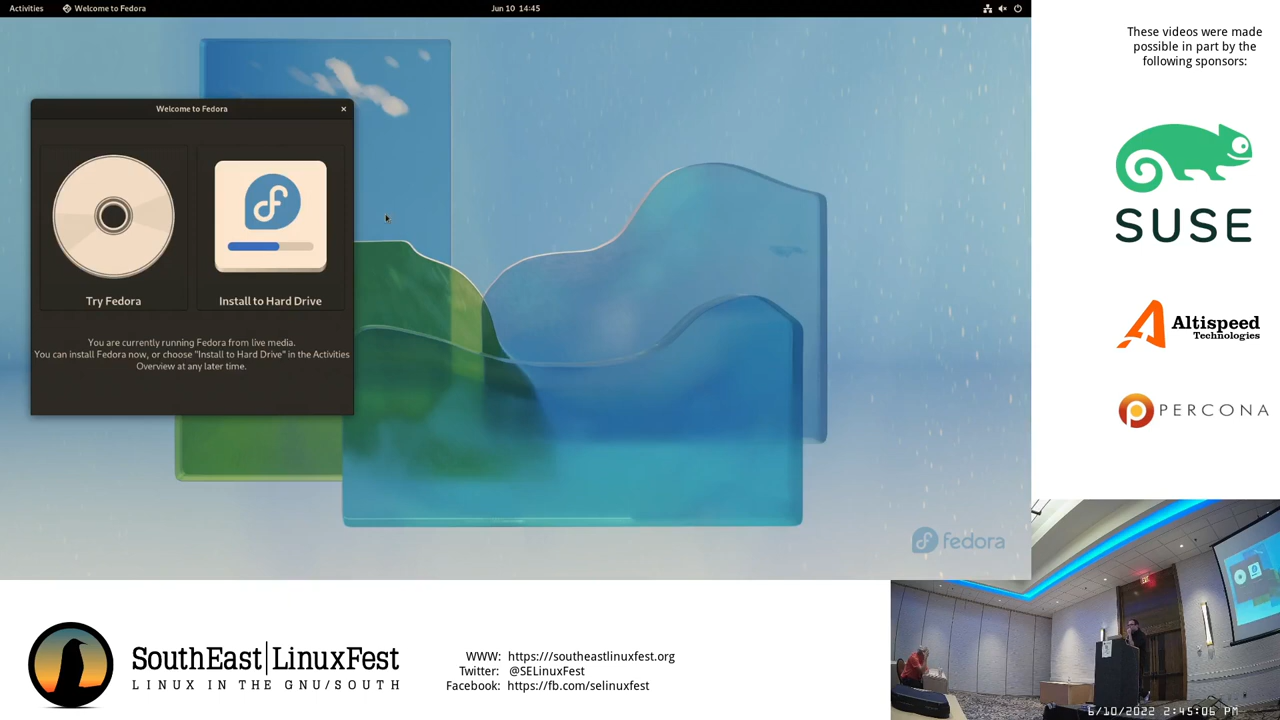 Activities
Welcome to Fedora
Jun 10 14:45
Welcome to Fedora
Try Fedora
Install to Hard Drive
You are currently running Fedora from live media.
You can install Fedora now, or choose "Install to Hard Drive" in the Activities
Overview at any later time.
fedora
These videos were made
possible in part by the
following sponsors:
SUSE
Altispeed
Technologies
PERCONA
SouthEast|LinuxFest
LINUX IN THE GNU/SOUTH
WWW: https:///southeastlinuxfest.org
Twitter: @SELinuxFest
Facebook: https://fb.com/selinuxfest
EXIT
6/10/2022 2:45:06 PM